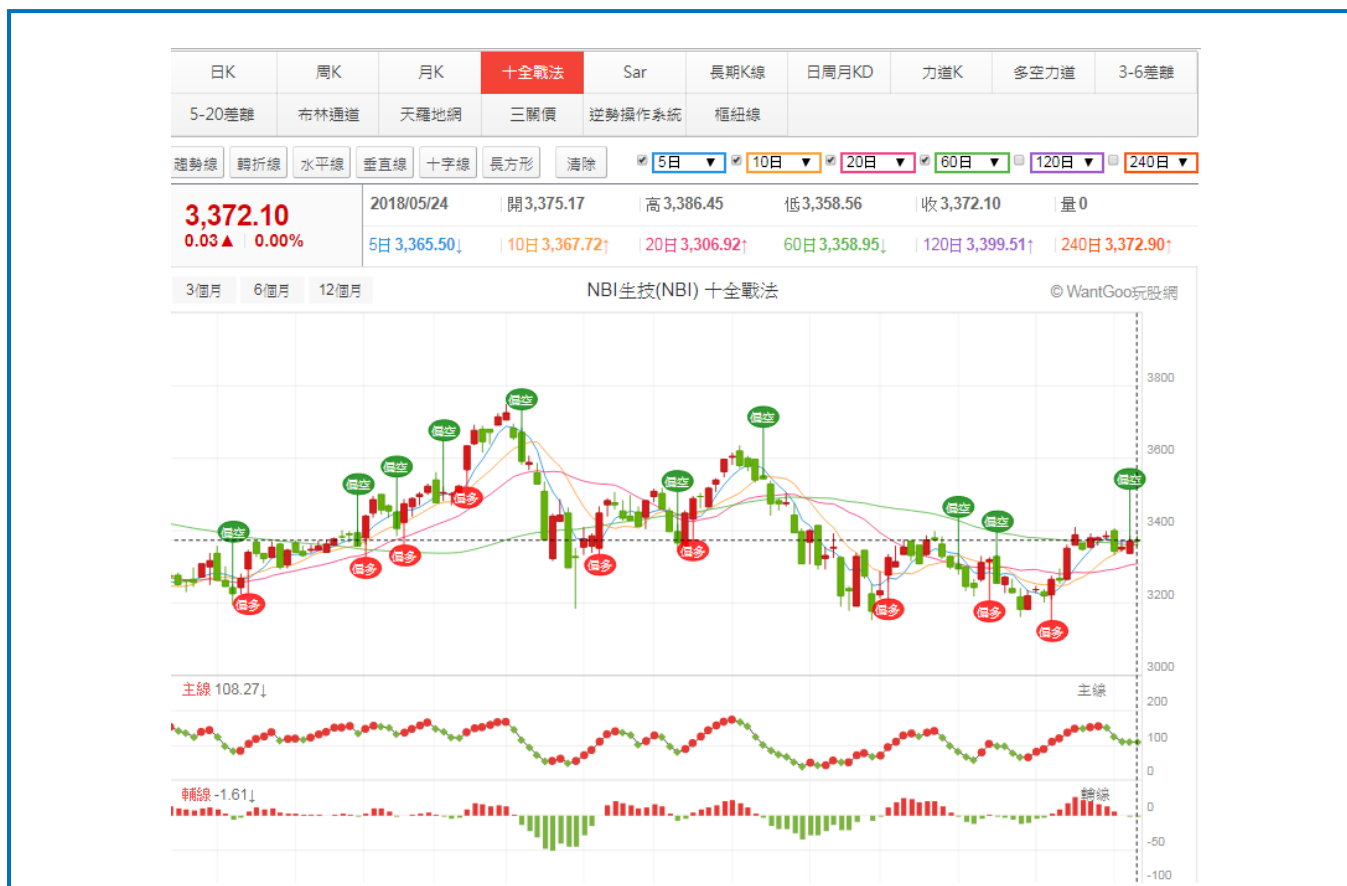 日K 周K 月K 十全戰法 Sar 長期K線 日周月KD 力道K 多空力道 3-6差離
5-20差離 布林通道 天羅地網 三關價 逆勢操作系統 樞紐線
趨勢線 轉折線 水平線 垂直線 十字線 長方形 清除 5日 10日 20日 60日 120日 240日
3,372.10 2018/05/24 開3,375.17 高3,386.45 低3,358.56 收3,372.10 量0
0.03▲ 0.00% 5日3,365.50↓ 10日3,367.72↑ 20日3,306.92↑ 60日3,358.95↓ 120日3,399.51↑ 240日3,372.90↑
3個月 6個月 12個月 NBI生技(NBI) 十全戰法 © WantGoo玩股網
3800
偏空
偏空
偏空
3600
偏空
偏空
偏空
偏空
偏多
偏空
偏空
3400
偏空
偏多
偏多
偏多
偏多
3200
偏多
偏多
偏多
偏多
3000
主線 108.27↓ 主線
200
100
0
輔線 -1.61↓ 輔線
0
-50
-100